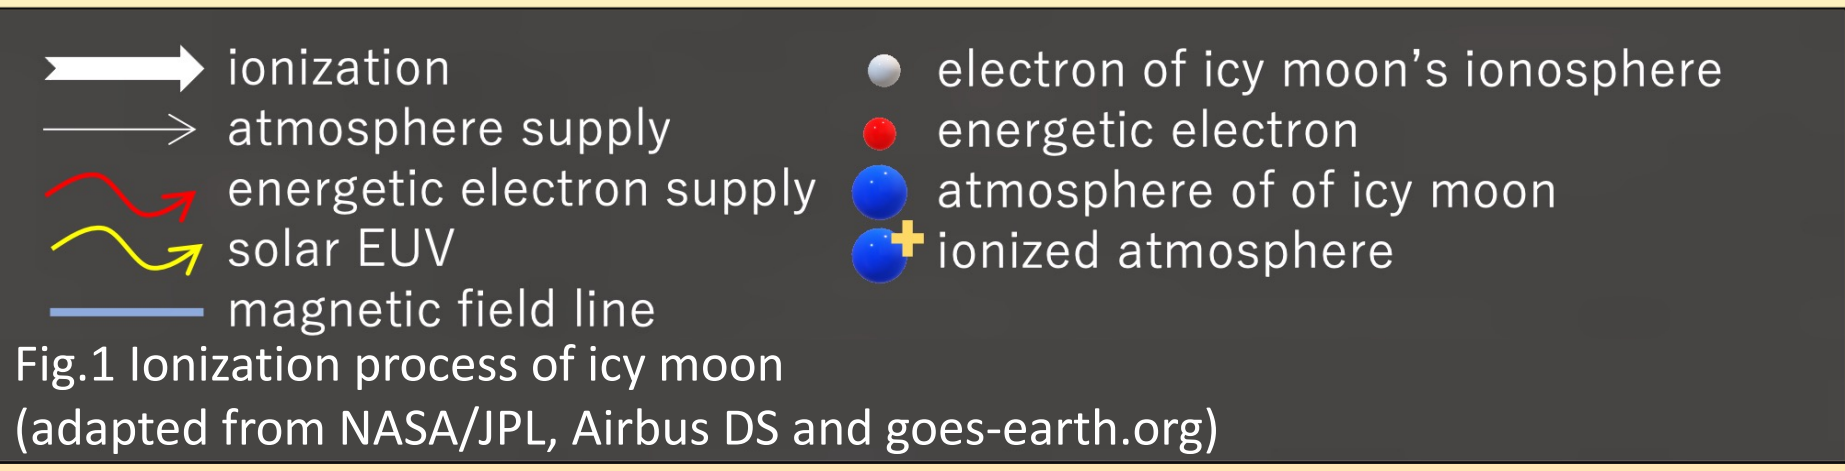 ionization
atmosphere supply
energetic electron supply
solar EUV
magnetic field line
electron of icy moon’s ionosphere
energetic electron
atmosphere of of icy moon
ionized atmosphere
Fig.1 Ionization process of icy moon
(adapted from NASA/JPL, Airbus DS and goes-earth.org)